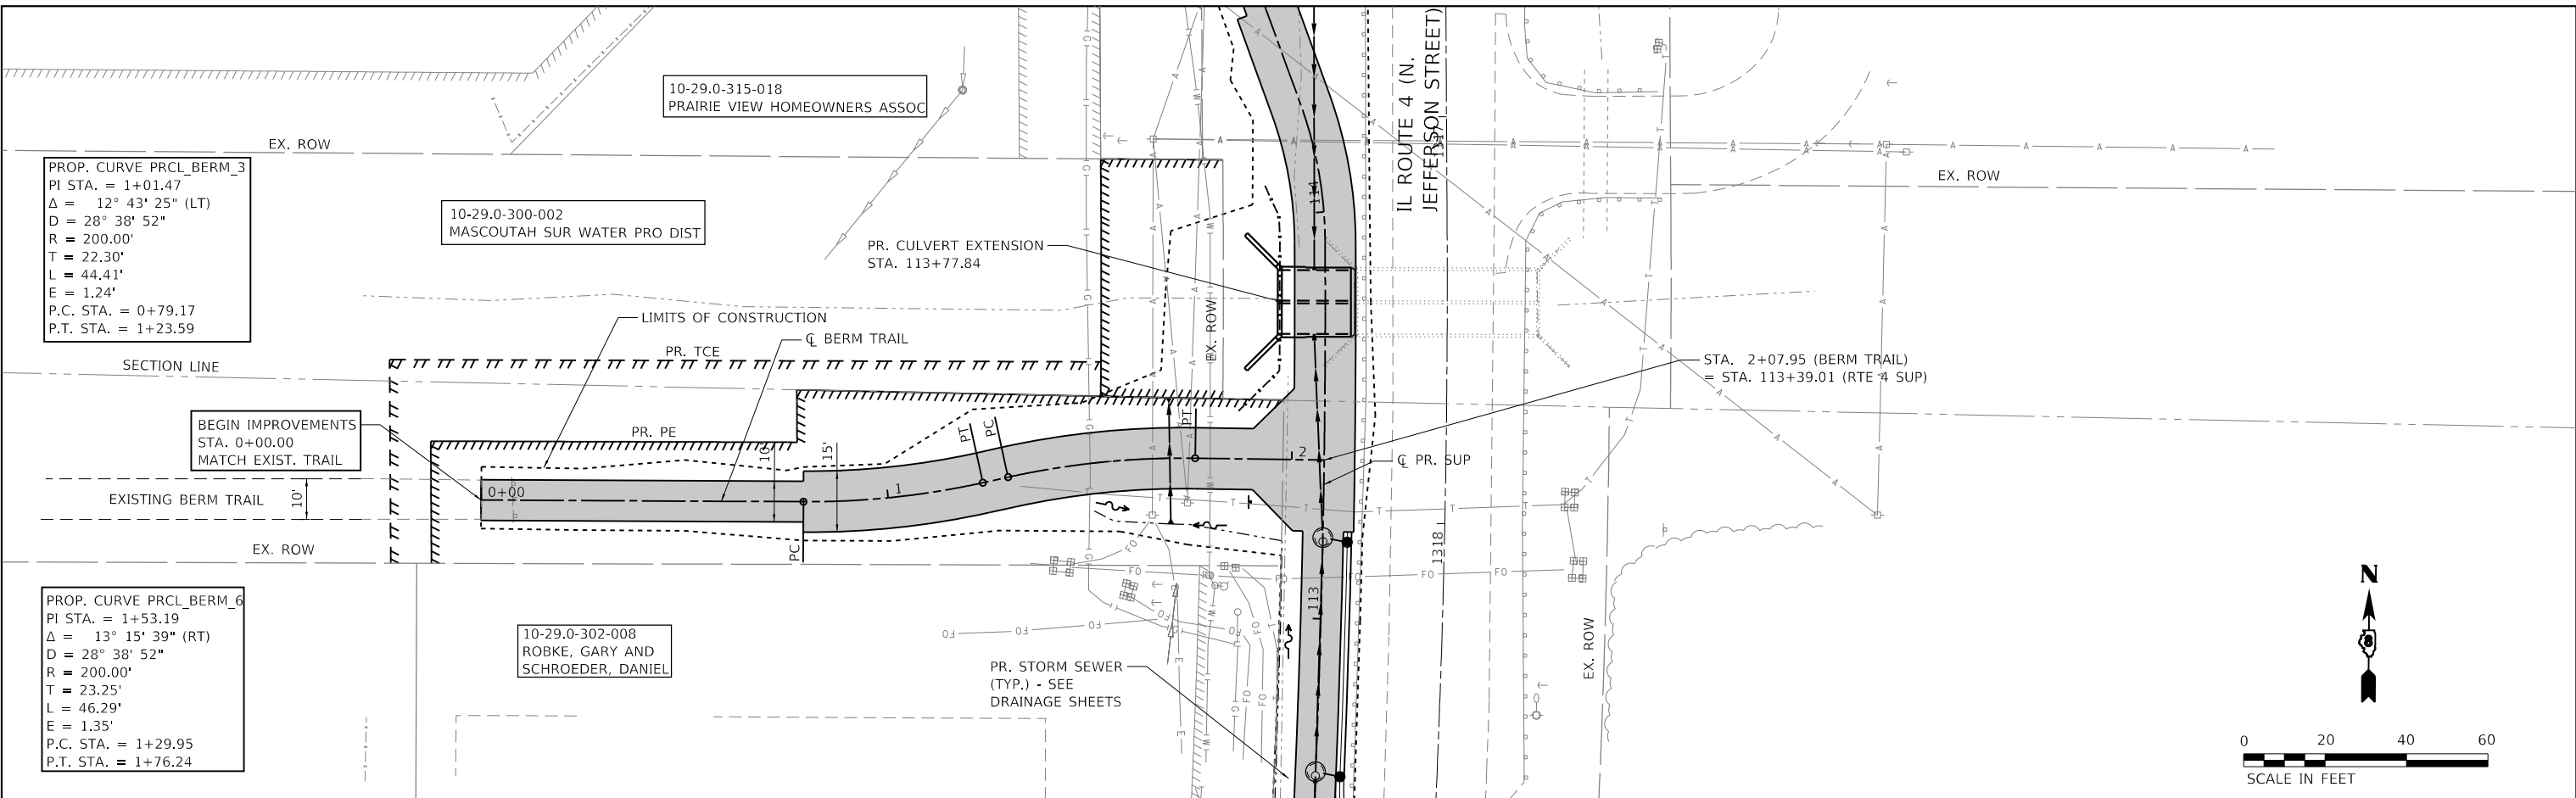 10-29.0-315-018
PRAIRIE VIEW HOMEOWNERS ASSOC
IL ROUTE 4 (N.
JEFFERSON STREET)
1317
EX. ROW
EX. ROW
PROP. CURVE PRCL_BERM_3
PI STA. = 1+01.47
Δ = 12° 43' 25" (LT)
D = 28° 38' 52"
R = 200.00'
T = 22.30'
L = 44.41'
E = 1.24'
P.C. STA. = 0+79.17
P.T. STA. = 1+23.59
10-29.0-300-002
MASCOUTAH SUR WATER PRO DIST
114
PR. CULVERT EXTENSION
STA. 113+77.84
EX. ROW
LIMITS OF CONSTRUCTION
℄ BERM TRAIL
PR. TCE
SECTION LINE
STA. 2+07.95 (BERM TRAIL)
= STA. 113+39.01 (RTE 4 SUP)
BEGIN IMPROVEMENTS
STA. 0+00.00
MATCH EXIST. TRAIL
PR. PE
10'
15'
PT
PC
PT
2
℄ PR. SUP
EXISTING BERM TRAIL
10'
0+00
1
PC
EX. ROW
1318
113
EX. ROW
PROP. CURVE PRCL_BERM_6
PI STA. = 1+53.19
Δ = 13° 15' 39" (RT)
D = 28° 38' 52"
R = 200.00'
T = 23.25'
L = 46.29'
E = 1.35'
P.C. STA. = 1+29.95
P.T. STA. = 1+76.24
10-29.0-302-008
ROBKE, GARY AND
SCHROEDER, DANIEL
PR. STORM SEWER
(TYP.) - SEE
DRAINAGE SHEETS
N
0 20 40 60
SCALE IN FEET